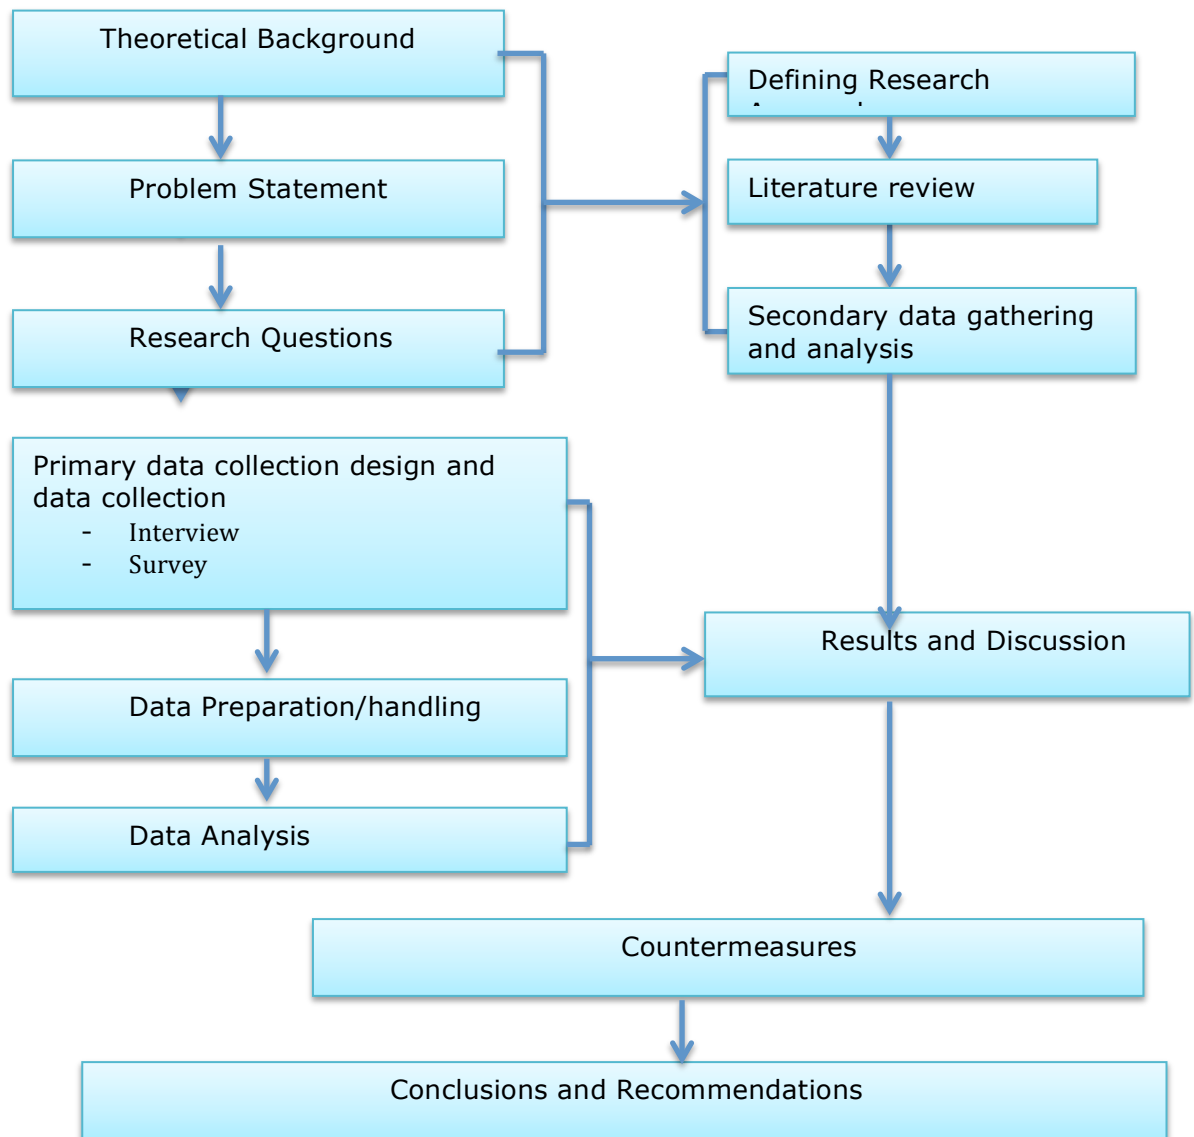 Theoretical Background
Problem Statement
Research Questions
Defining Research
Literature review
Secondary data gathering
and analysis
Primary data collection design and
data collection
- Interview
- Survey
Data Preparation/handling
Data Analysis
Results and Discussion
Countermeasures
Conclusions and Recommendations